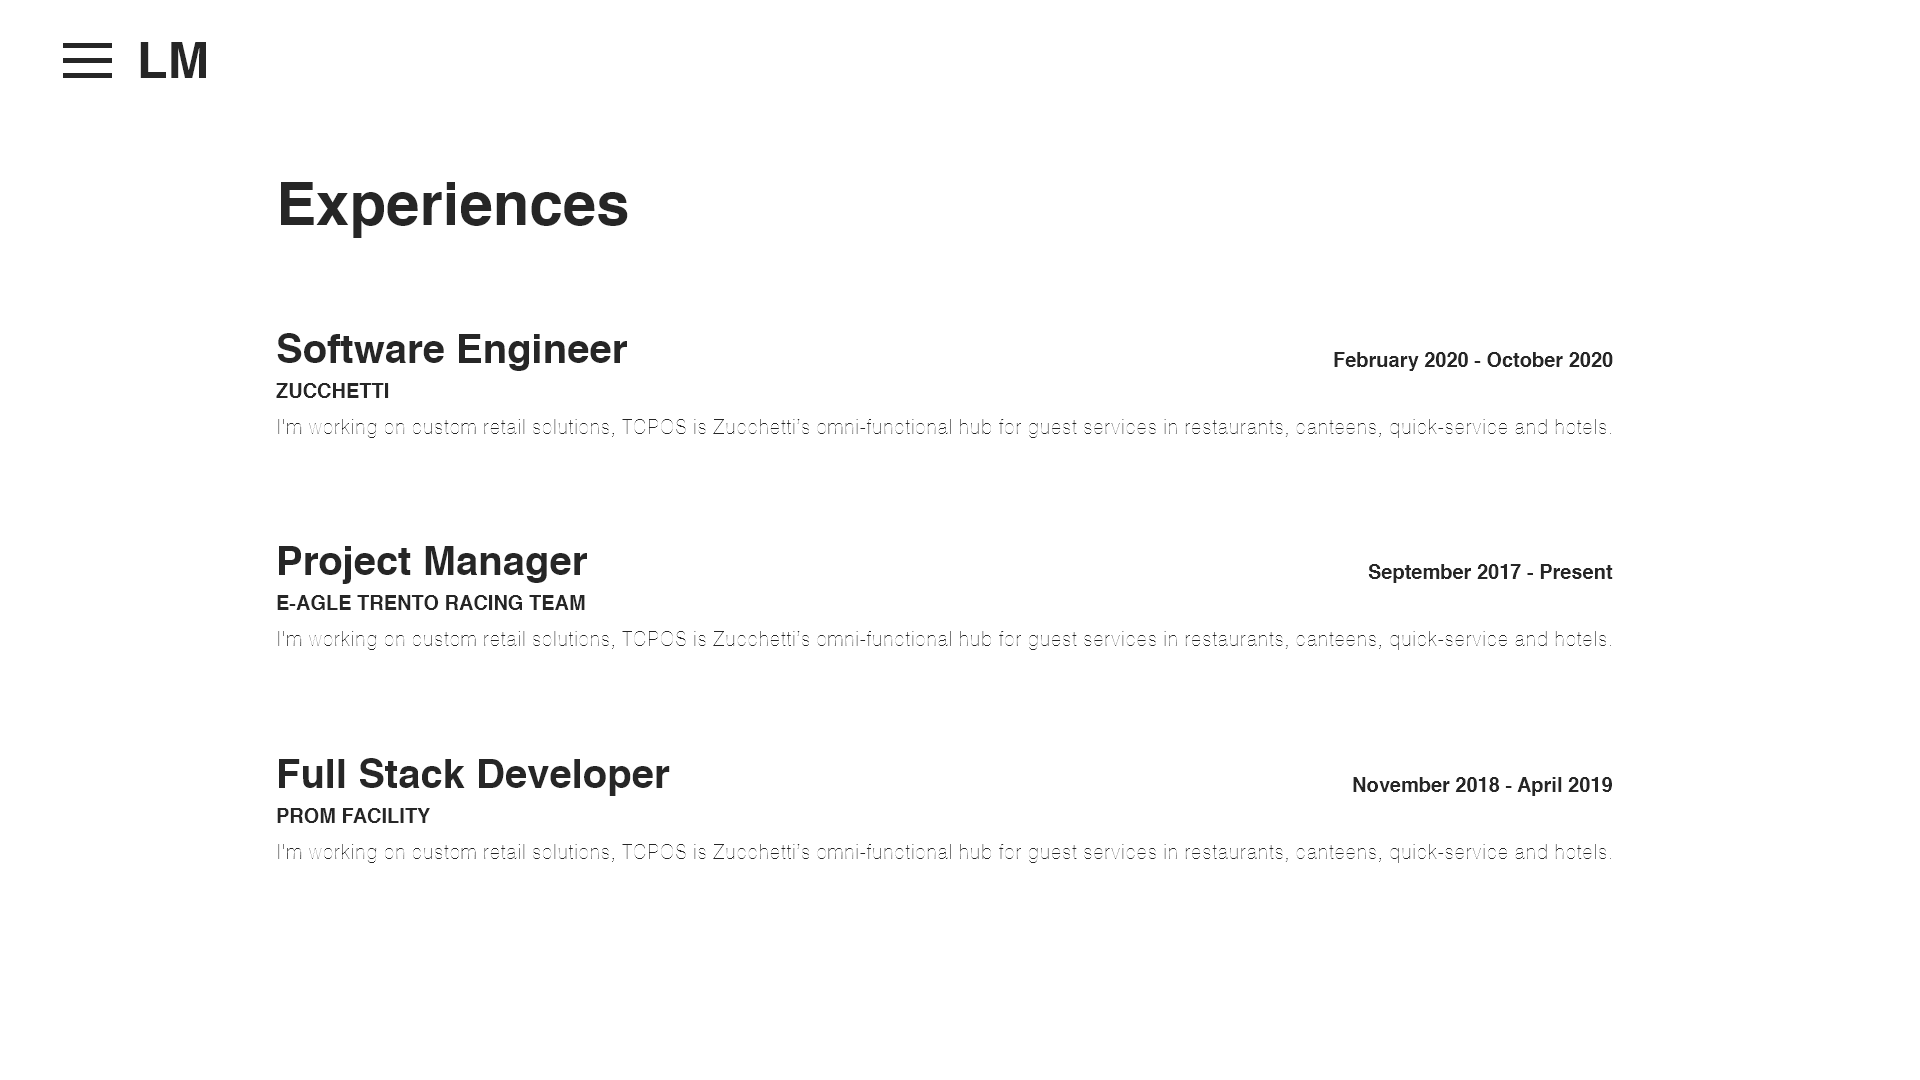 LM
Experiences
Software Engineer
February 2020 - October 2020
ZUCCHETTI
I'm working on custom retail solutions, TCPOS is Zucchetti's omni-functional hub for guest services in restaurants, canteens, quick-service and hotels.
Project Manager
September 2017 - Present
E-AGLE TRENTO RACING TEAM
I'm working on custom retail solutions, TCPOS is Zucchetti's omni-functional hub for guest services in restaurants, canteens, quick-service and hotels.
Full Stack Developer
November 2018 - April 2019
PROM FACILITY
I'm working on custom retail solutions, TCPOS is Zucchetti's omni-functional hub for guest services in restaurants, canteens, quick-service and hotels.